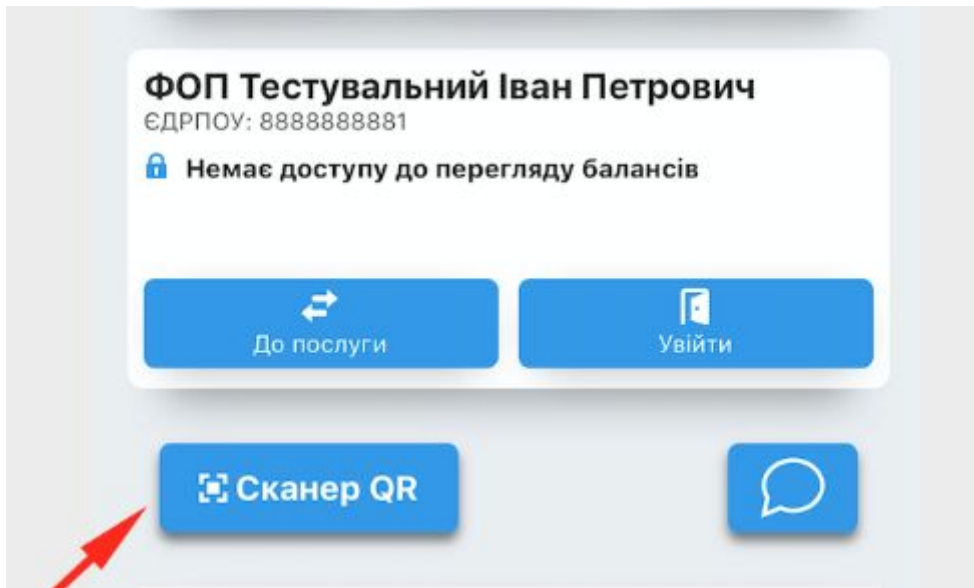 ФОП Тестувальний Іван Петрович
ЄДРПОУ: 8888888881
Немає доступу до перегляду балансів
До послуги
Увійти
Сканер QR